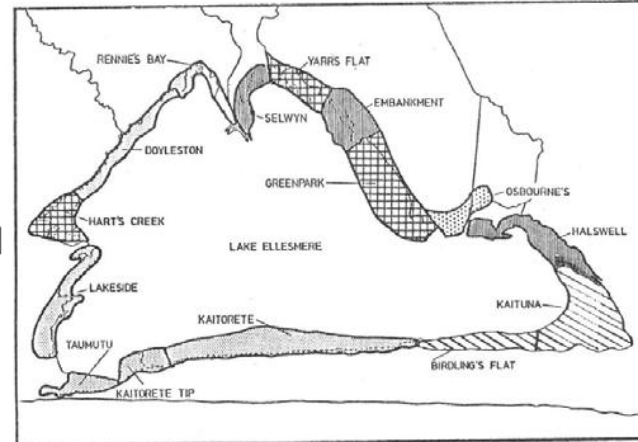 RENNIE'S BAY
YARR'S FLAT
SELWYN
EMBANKMENT
DOYLESTON
GREENPARK
OSBOURNE'S
HART'S CREEK
HALSWELL
LAKE ELLESMERE
LAKESIDE
KAITUNA
KAITORETE
TAUMUTU
BIRDLING'S FLAT
KAITORETE TIP